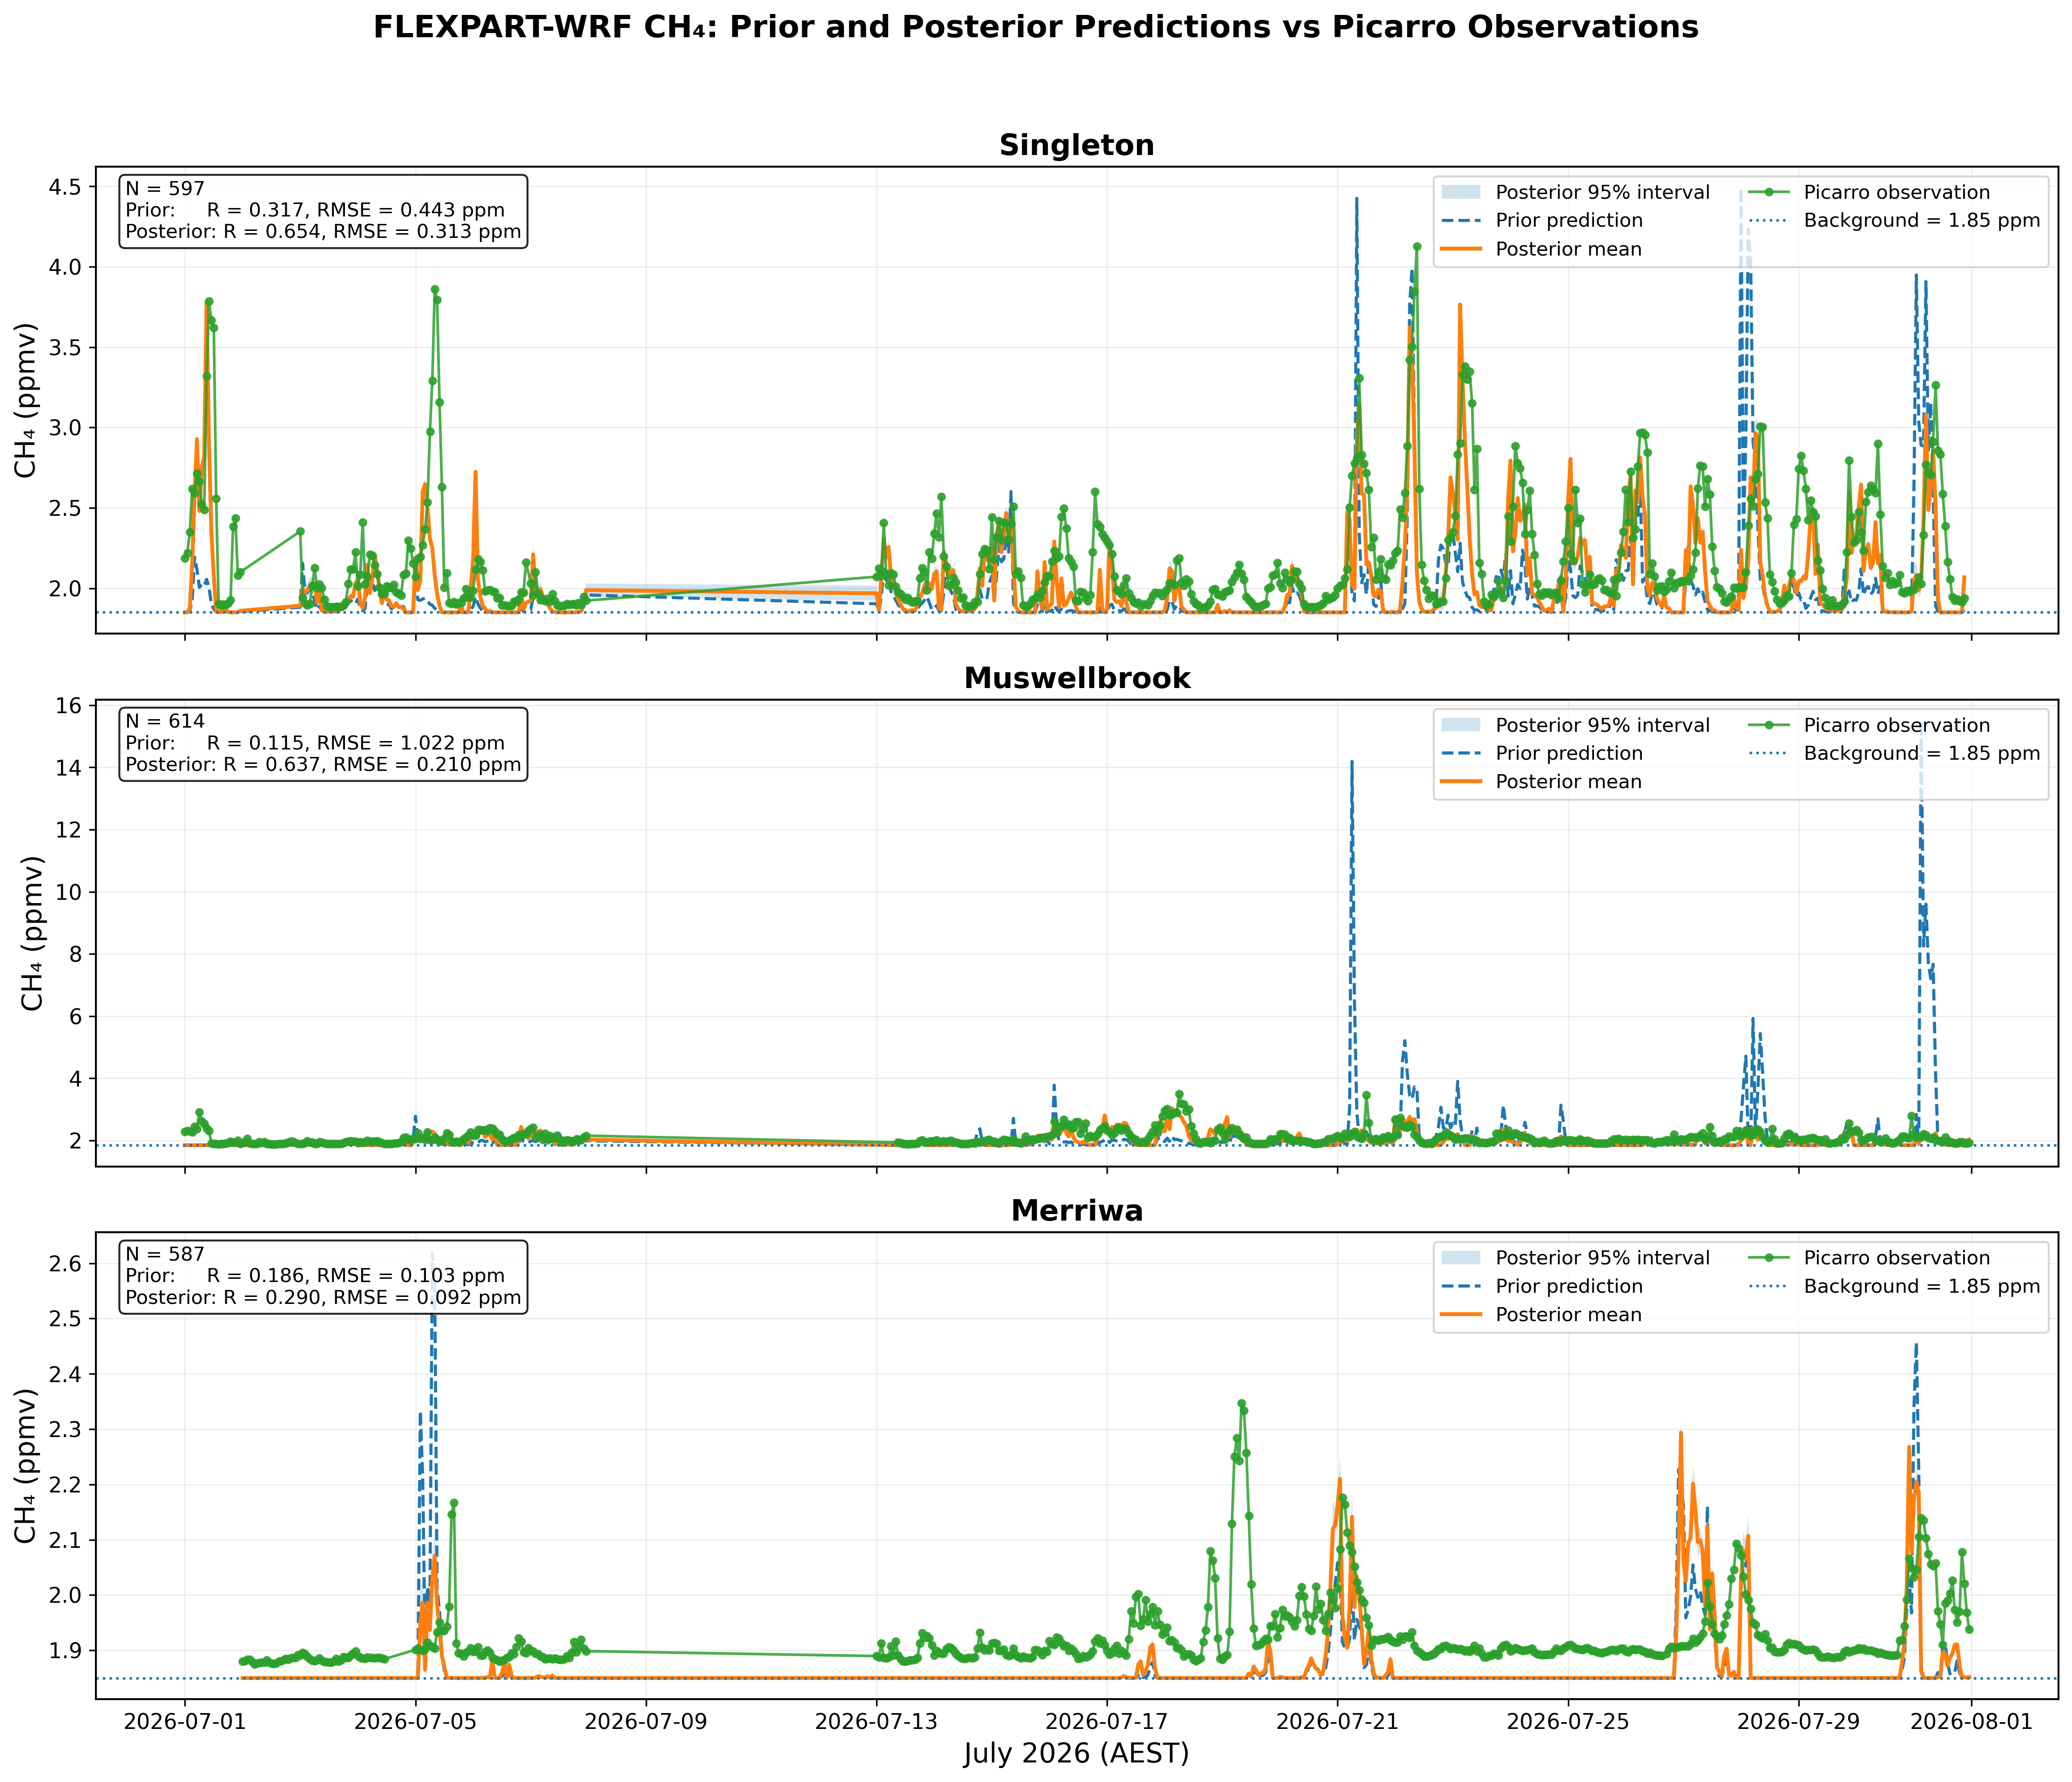 FLEXPART-WRF CH₄: Prior and Posterior Predictions vs Picarro Observations
Singleton
N = 597
Prior: R = 0.317, RMSE = 0.443 ppm
Posterior: R = 0.654, RMSE = 0.313 ppm
Posterior 95% interval
Prior prediction
Posterior mean
Picarro observation
Background = 1.85 ppm
CH₄ (ppmv)
4.5
4.0
3.5
3.0
2.5
2.0
Muswellbrook
N = 614
Prior: R = 0.115, RMSE = 1.022 ppm
Posterior: R = 0.637, RMSE = 0.210 ppm
Posterior 95% interval
Prior prediction
Posterior mean
Picarro observation
Background = 1.85 ppm
CH₄ (ppmv)
16
14
12
10
8
6
4
2
Merriwa
N = 587
Prior: R = 0.186, RMSE = 0.103 ppm
Posterior: R = 0.290, RMSE = 0.092 ppm
Posterior 95% interval
Prior prediction
Posterior mean
Picarro observation
Background = 1.85 ppm
CH₄ (ppmv)
2.6
2.5
2.4
2.3
2.2
2.1
2.0
1.9
2026-07-01 2026-07-05 2026-07-09 2026-07-13 2026-07-17 2026-07-21 2026-07-25 2026-07-29 2026-08-01
July 2026 (AEST)